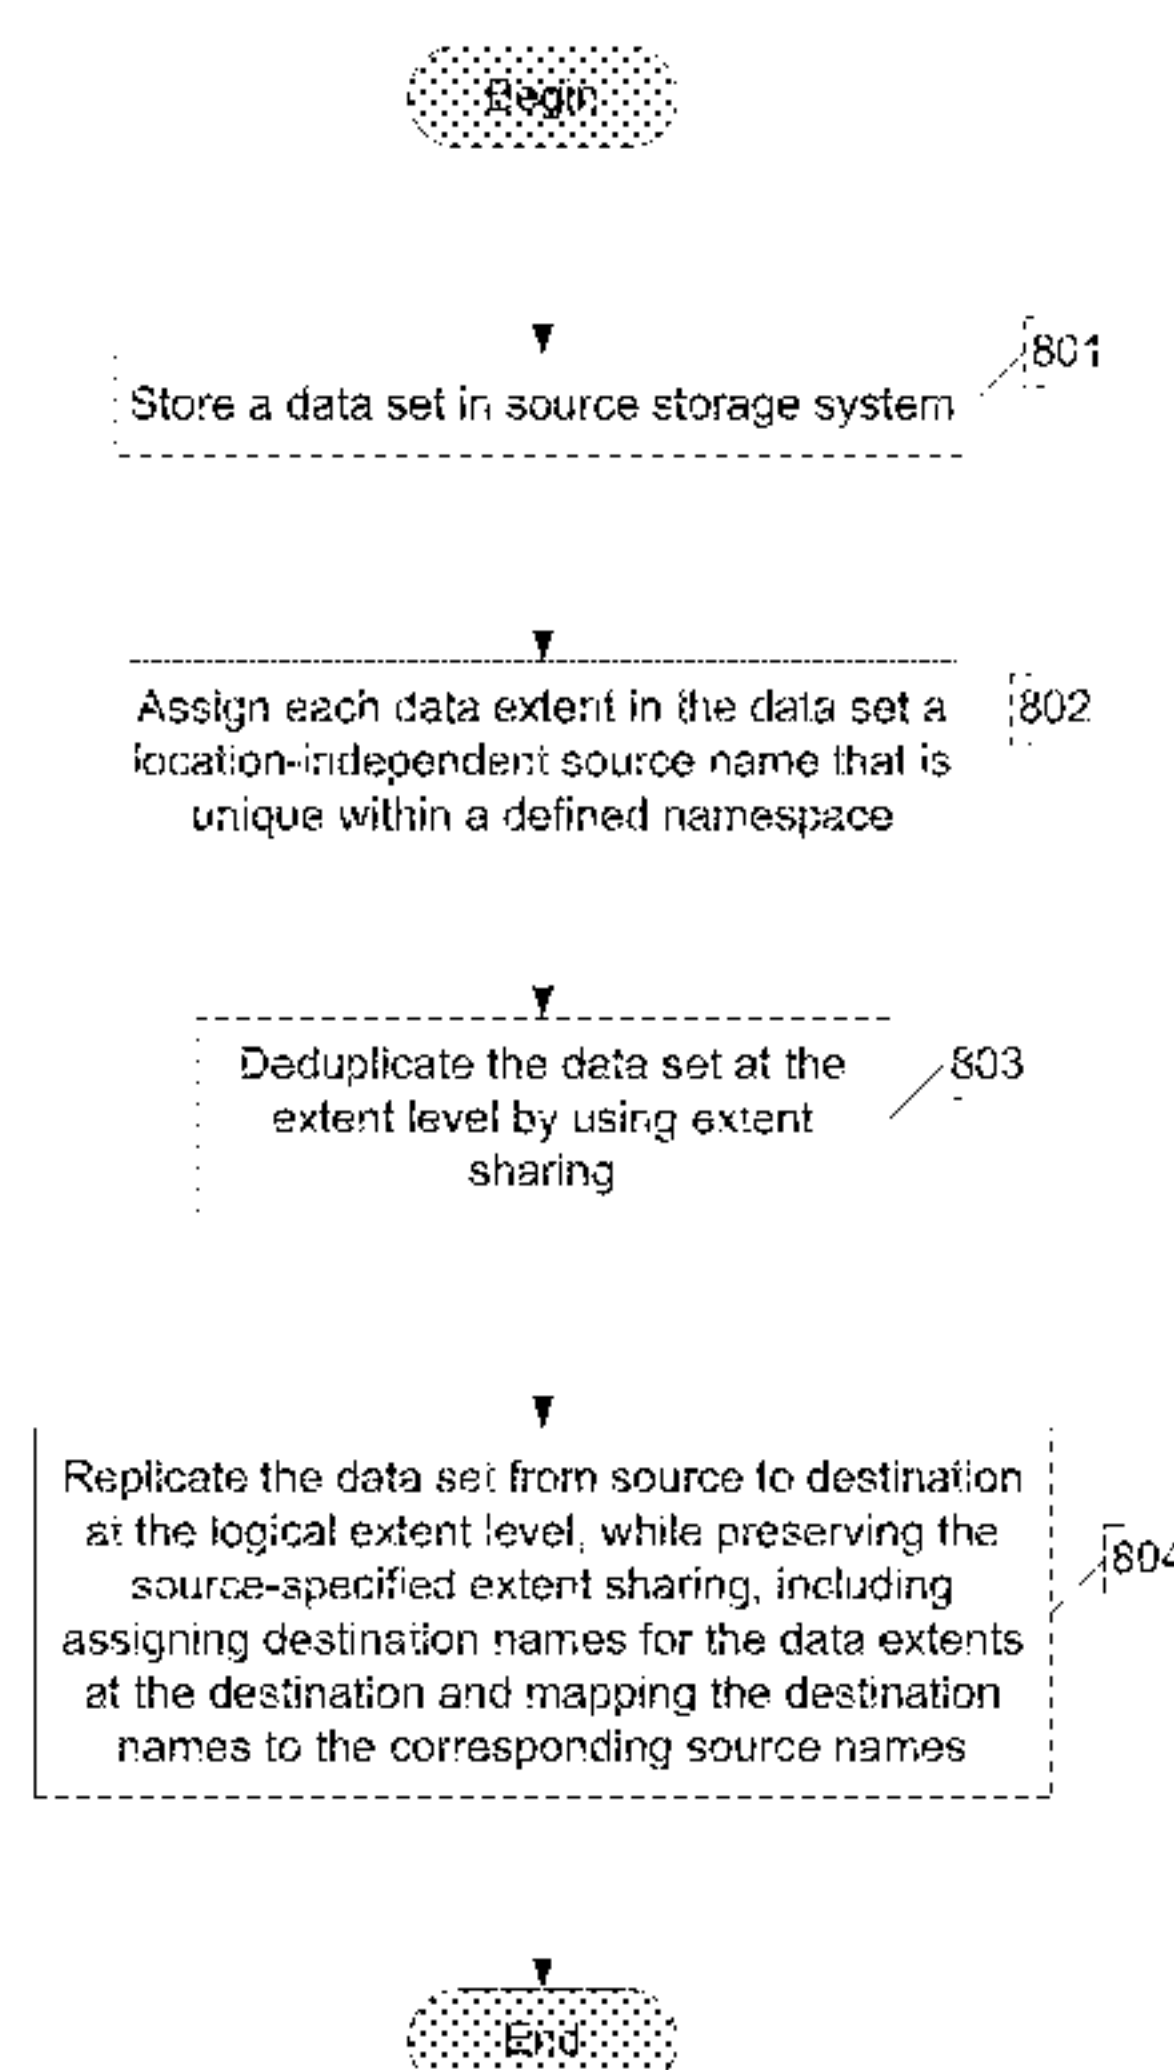 Begin
801
Store a data set in source storage system
802
Assign each data extent in the data set a
location-independent source name that is
unique within a defined namespace
803
Deduplicate the data set at the
extent level by using extent
sharing
Replicate the data set from source to destination
at the logical extent level, while preserving the
804
source-specified extent sharing, including
assigning destination names for the data extents
at the destination and mapping the destination
names to the corresponding source names
End